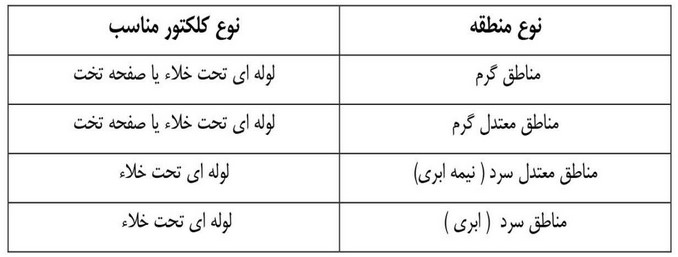 نوع منطقه نوع کلکتور مناسب
مناطق گرم لوله ای تحت خلاء یا صفحه تخت
مناطق معتدل گرم لوله ای تحت خلاء یا صفحه تخت
مناطق معتدل سرد ( نیمه ابری) لوله ای تحت خلاء
مناطق سرد ( ابری ) لوله ای تحت خلاء